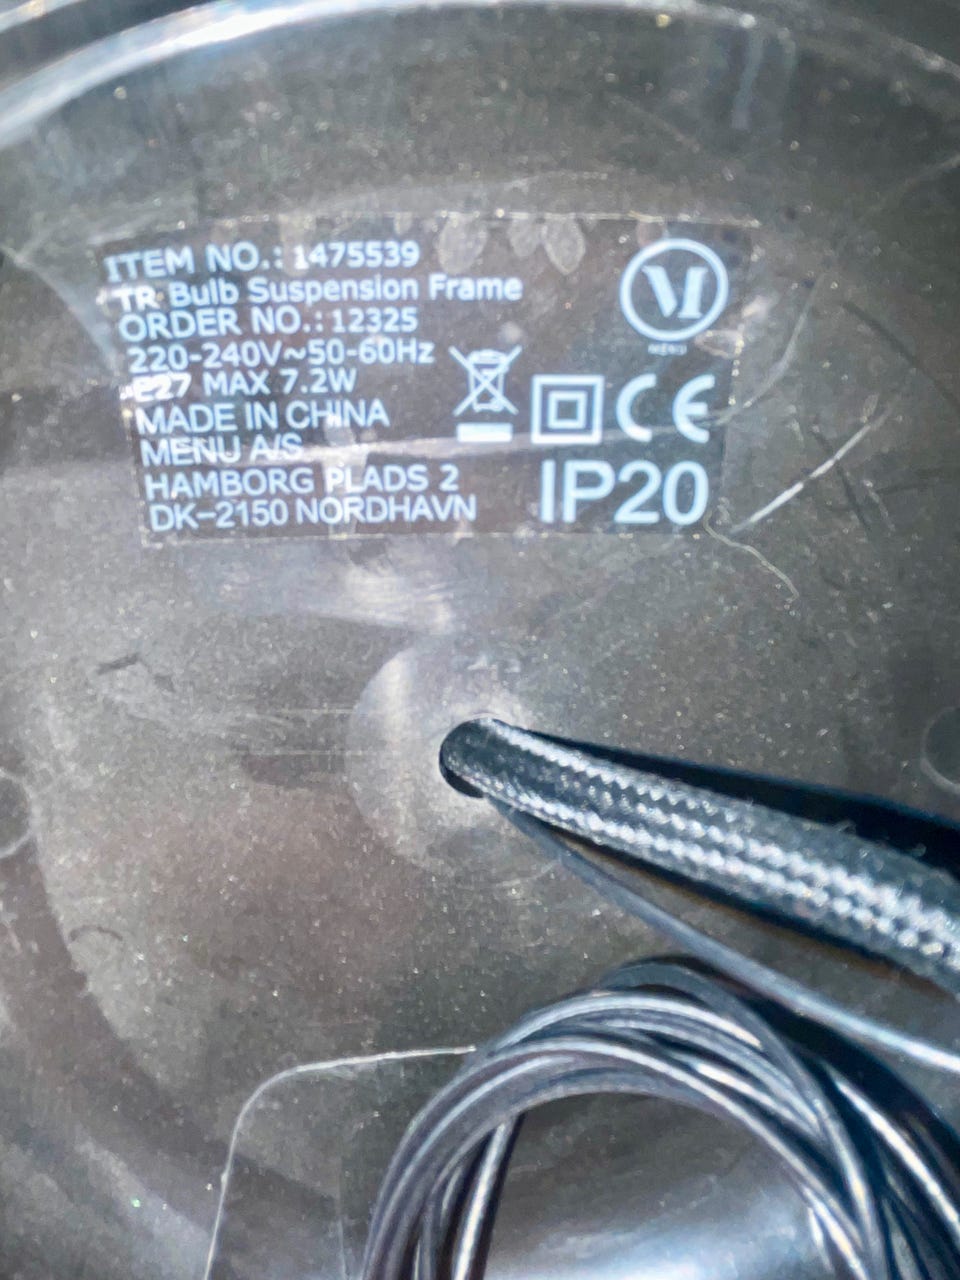 ITEM NO.: 1475539
TR Bulb Suspension Frame
ORDER NO.: 12325
220-240V~50-60Hz
E27 MAX 7.2W
MADE IN CHINA
MENU A/S
HAMBORG PLADS 2
DK-2150 NORDHAVN
M
MENU
CE
IP20